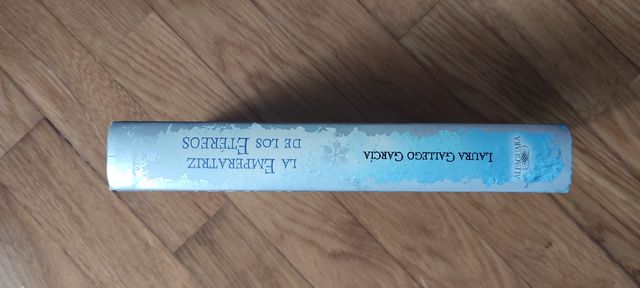 LA EMPERATRIZ
DE LOS ETÉREOS
LAURA GALLEGO GARCÍA
ALFAGUARA